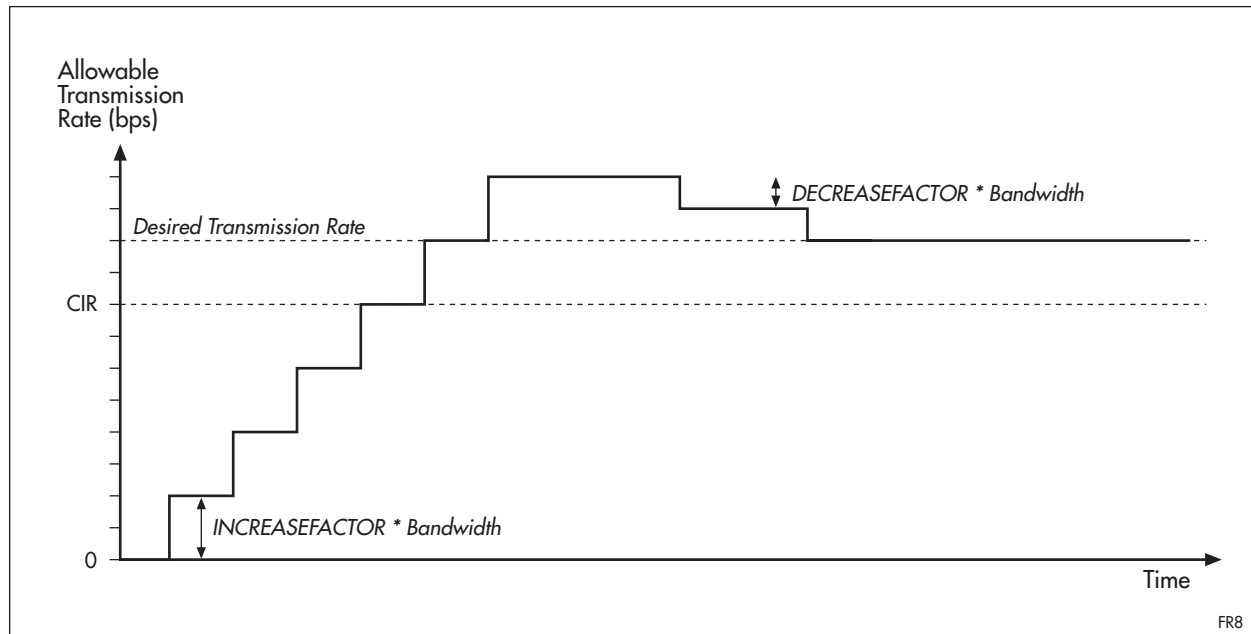 Allowable
Transmission
Rate (bps)
DECREASEFACTOR * Bandwidth
Desired Transmission Rate
CIR
INCREASEFACTOR * Bandwidth
0
Time
FR8